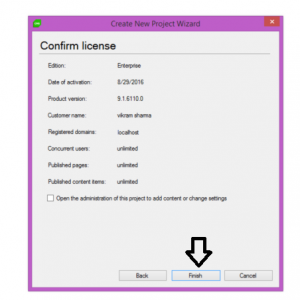 Create New Project Wizard
Confirm license
Edition: Enterprise
Date of activation: 8/29/2016
Product version: 9.1.6110.0
Customer name: vikram sharma
Registered domains: localhost
Concurrent users: unlimited
Published pages: unlimited
Published content items: unlimited
Open the administration of this project to add content or change settings
Back Finish Cancel